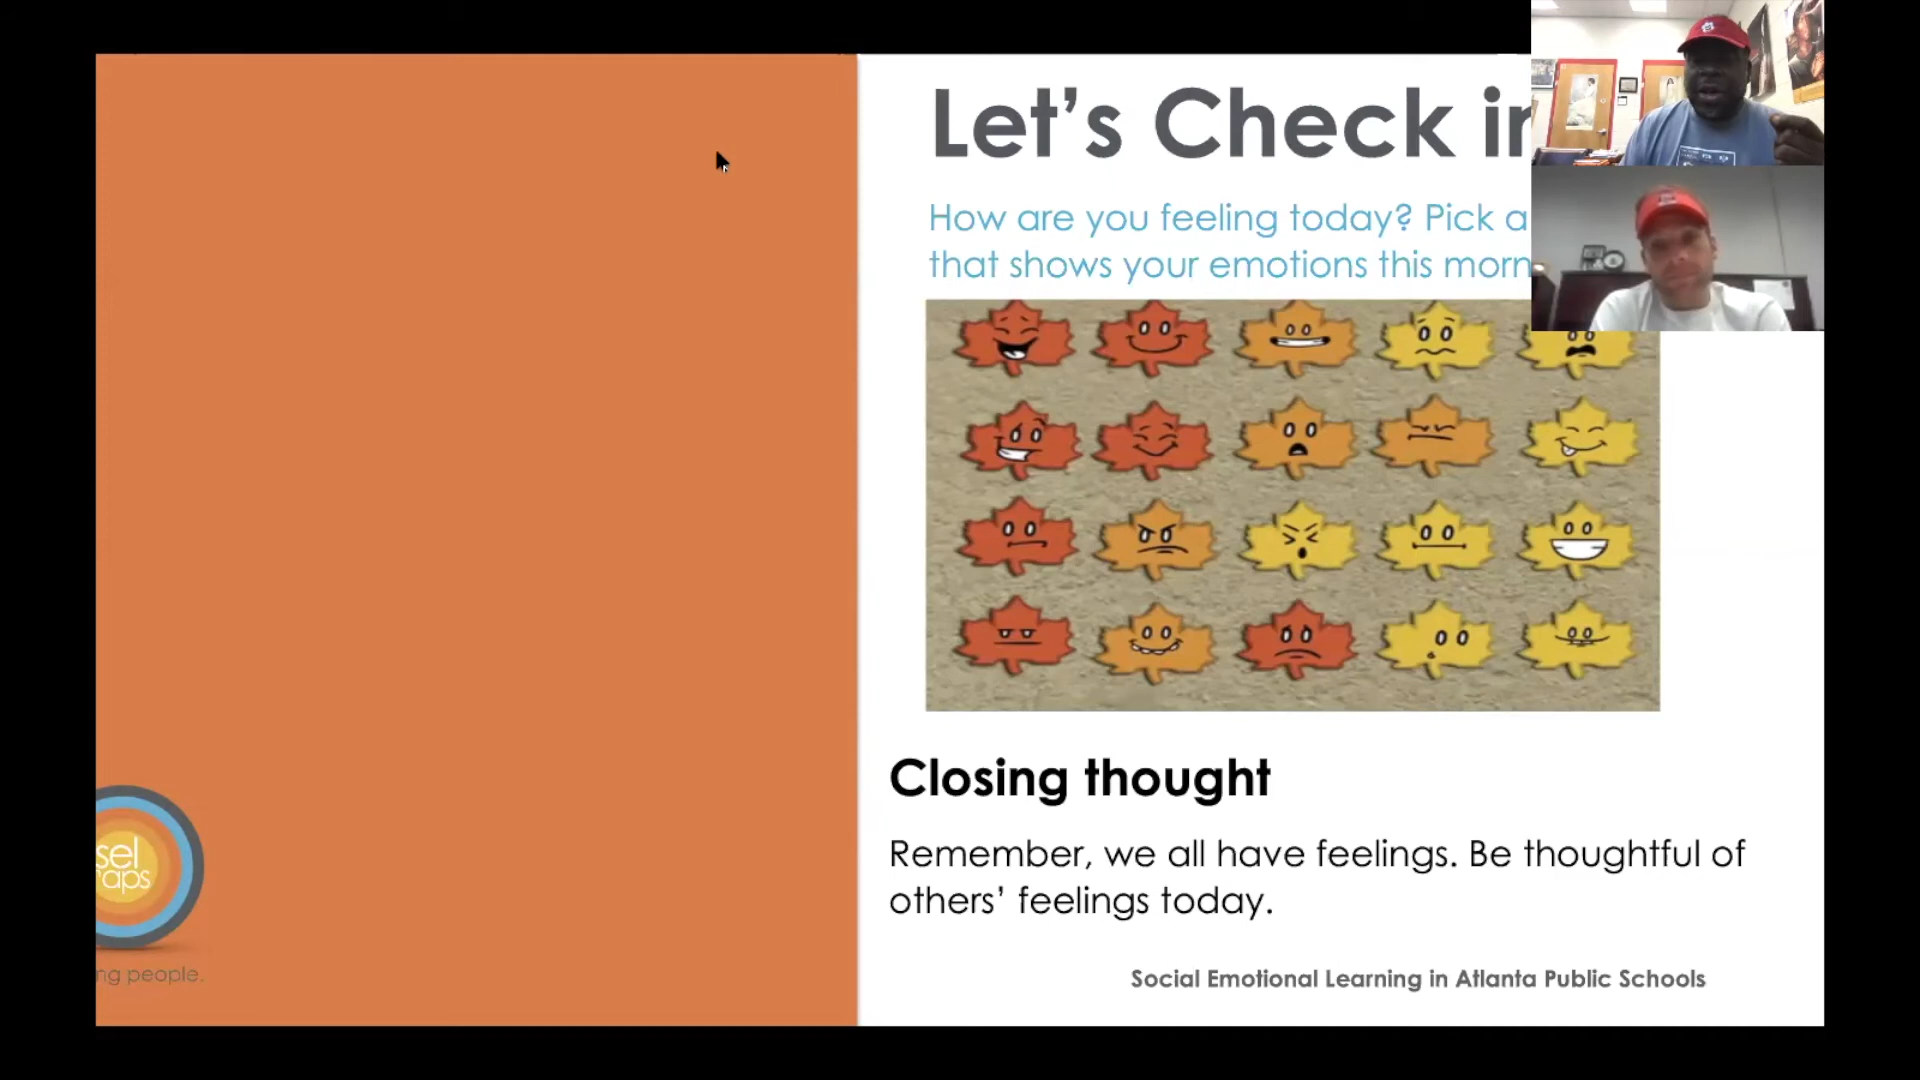 Let's Check in
How are you feeling today? Pick a
that shows your emotions this morn
Closing thought
Remember, we all have feelings. Be thoughtful of
others' feelings today.
sel
aps
ng people.
Social Emotional Learning in Atlanta Public Schools